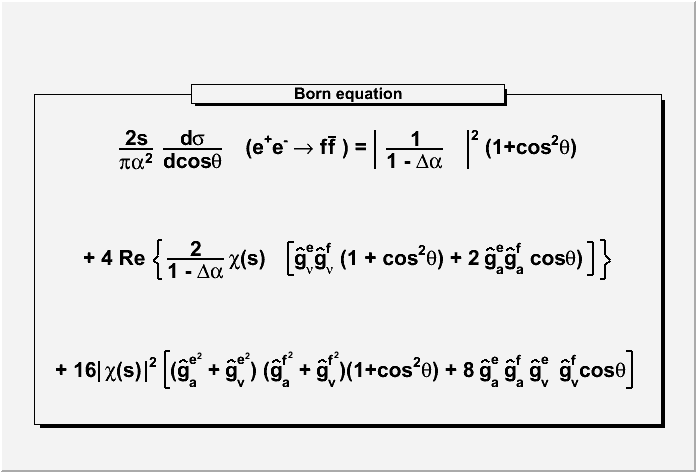 Born equation
2s/πα² dσ/dcosθ (e⁺e⁻ → ff̄ ) = | 1/(1 - Δα) |² (1+cos²θ)
+ 4 Re { 2/(1 - Δα) χ(s) [ĝᵥᵉĝᵥᶠ (1 + cos²θ) + 2 ĝₐᵉĝₐᶠ cosθ) ] }
+ 16| χ(s)|² [(ĝₐᵉ² + ĝᵥᵉ²) (ĝₐᶠ² + ĝᵥᶠ²)(1+cos²θ) + 8 ĝₐᵉ ĝₐᶠ ĝᵥᵉ ĝᵥᶠcosθ]